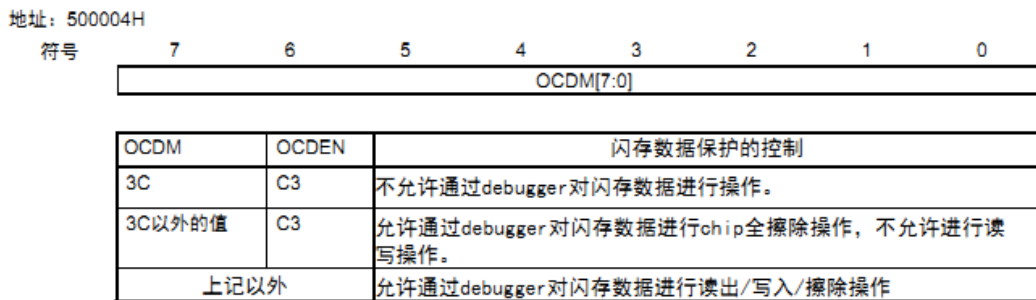 地址：500004H
符号 7 6 5 4 3 2 1 0
OCDM[7:0]
OCDM OCDEN 闪存数据保护的控制
3C C3 不允许通过debugger对闪存数据进行操作。
3C以外的值 C3 允许通过debugger对闪存数据进行chip全擦除操作，不允许进行读
写操作。
上记以外 允许通过debugger对闪存数据进行读出/写入/擦除操作